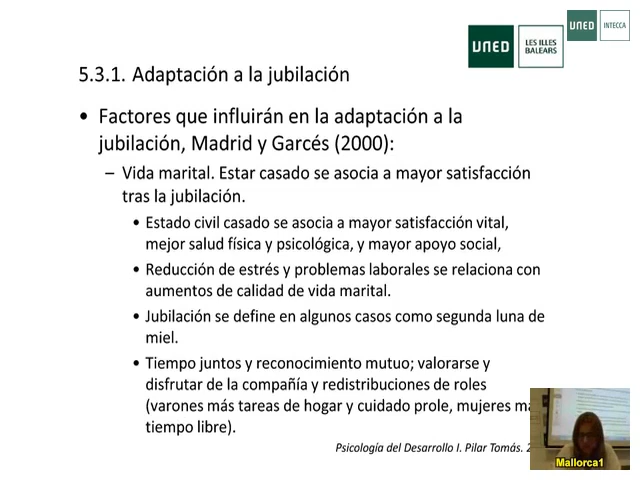 UNED
INTECCA
UNED
LES ILLES
BALEARS
5.3.1. Adaptación a la jubilación
• Factores que influirán en la adaptación a la
jubilación, Madrid y Garcés (2000):
– Vida marital. Estar casado se asocia a mayor satisfacción
tras la jubilación.
• Estado civil casado se asocia a mayor satisfacción vital,
mejor salud física y psicológica, y mayor apoyo social,
• Reducción de estrés y problemas laborales se relaciona con
aumentos de calidad de vida marital.
• Jubilación se define en algunos casos como segunda luna de
miel.
• Tiempo juntos y reconocimiento mutuo; valorarse y
disfrutar de la compañía y redistribuciones de roles
(varones más tareas de hogar y cuidado prole, mujeres
tiempo libre).
Psicología del Desarrollo I. Pilar Tomás.
Mallorca1